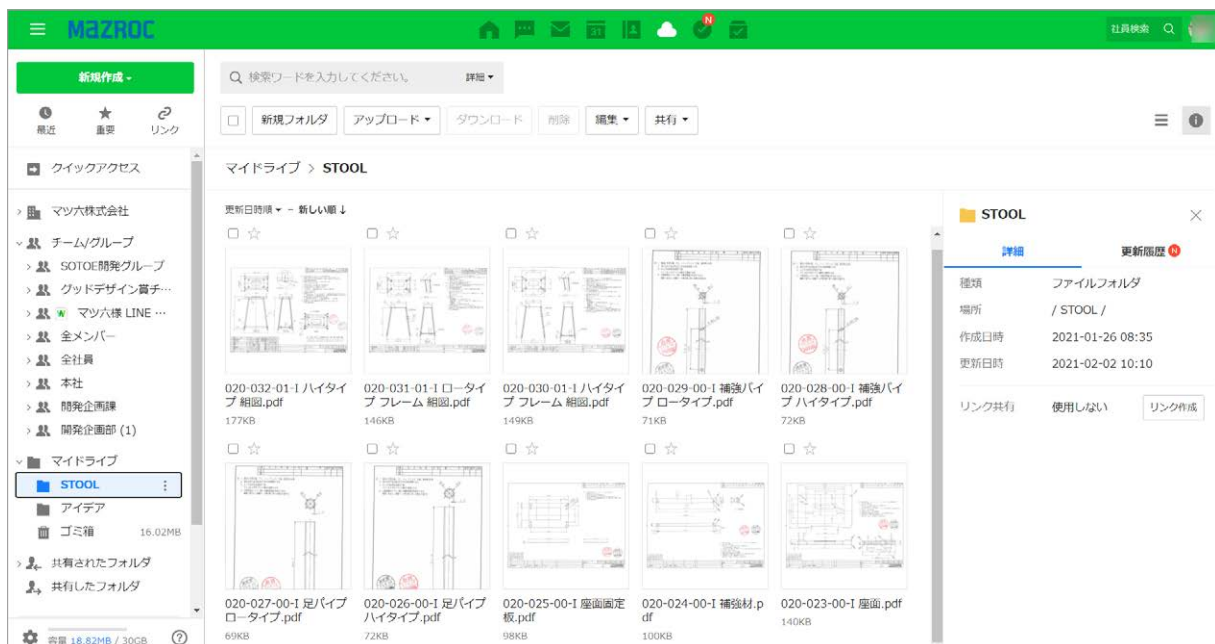 MAZROC
31
N
社員検索
新規作成
検索ワードを入力してください。 詳細
最近 重要 リンク
新規フォルダ アップロード ダウンロード 削除 編集 共有
クイックアクセス
マツ六株式会社
チーム/グループ
SOTOE開発グループ
グッドデザイン賞チ…
W マツ六様 LINE …
全メンバー
全社員
本社
開発企画課
開発企画部 (1)
マイドライブ
STOOL
アイデア
ゴミ箱 16.02MB
共有されたフォルダ
共有したフォルダ
容量 18.82MB / 30GB
マイドライブ > STOOL
更新日時順 - 新しい順↓
020-032-01-I ハイタイ
プ 組図.pdf
177KB
020-031-01-I ロータイ
プ フレーム 組図.pdf
146KB
020-030-01-I ハイタイ
プ フレーム 組図.pdf
149KB
020-029-00-I 補強パイ
プ ロータイプ.pdf
71KB
020-028-00-I 補強パイ
プ ハイタイプ.pdf
72KB
020-027-00-I 足パイプ
ロータイプ.pdf
69KB
020-026-00-I 足パイプ
ハイタイプ.pdf
72KB
020-025-00-I 座面固定
板.pdf
98KB
020-024-00-I 補強材.p
df
100KB
020-023-00-I 座面.pdf
140KB
STOOL
詳細 更新履歴 N
種類 ファイルフォルダ
場所 / STOOL /
作成日時 2021-01-26 08:35
更新日時 2021-02-02 10:10
リンク共有 使用しない リンク作成